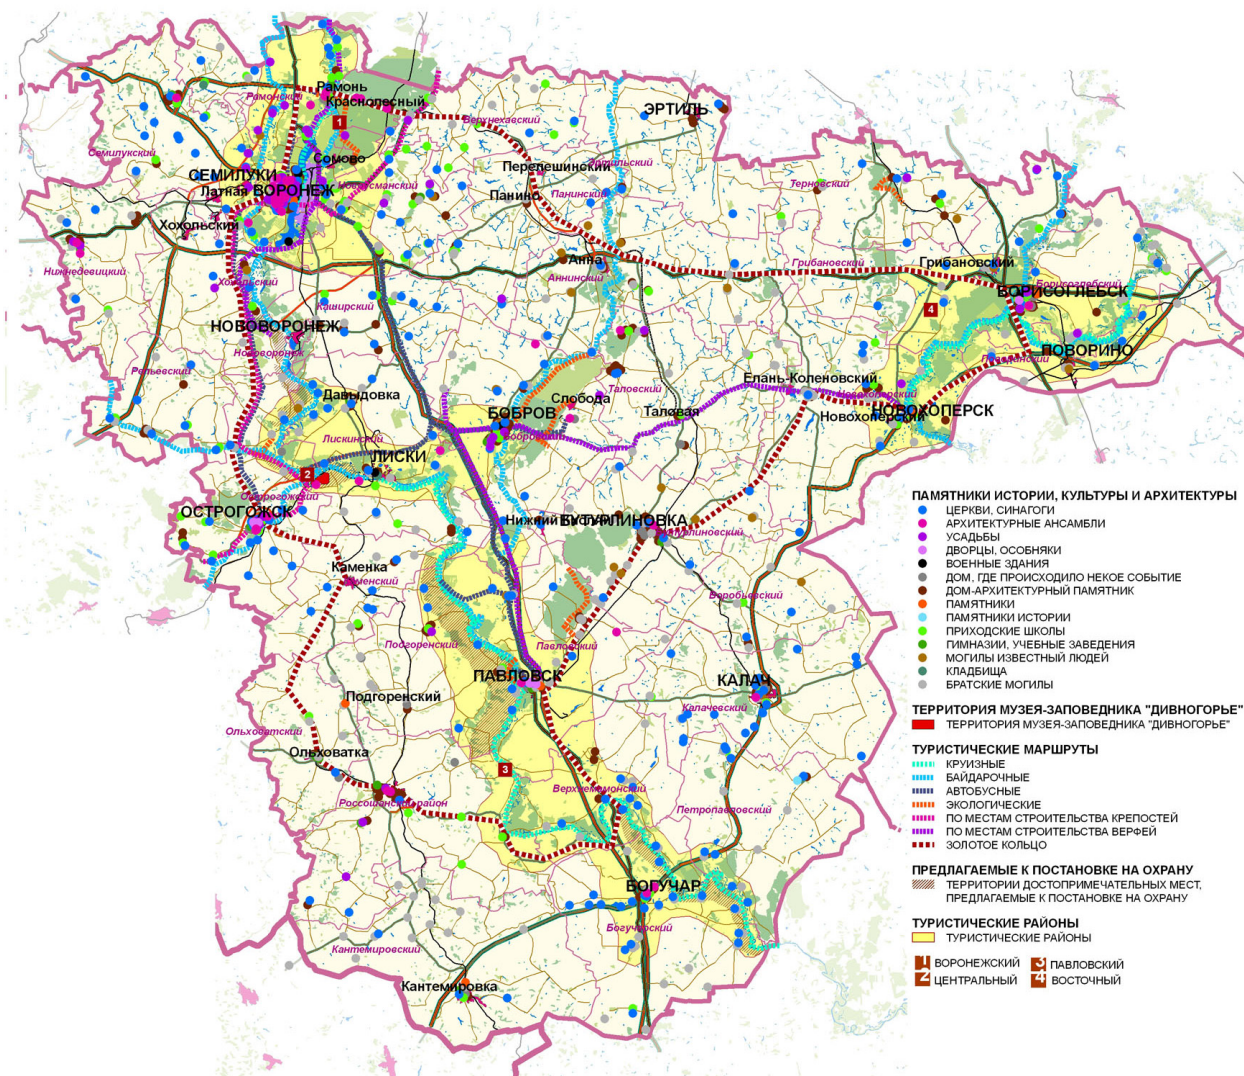 Рамонь
Краснолесный
Рамонский
1
ЭРТИЛЬ
Верхнехавский
Семилукский
Сомово
СЕМИЛУКИ
Латная
ВОРОНЕЖ
Новоусманский
Перелешинский
Эртильский
Панино
Панинский
Терновский
Хохольский
Нижнедевицкий
Хохольский
Анна
Аннинский
Грибановский
Грибановский
Борисоглебский
БОРИСОГЛЕБСК
Каширский
4
НОВОВОРОНЕЖ
Нововоронеж
ПОВОРИНО
Поворинский
Репьевский
Давыдовка
Слобода
Таловский
Елань-Коленовский
Новохоперский
БОБРОВ
Бобровский
Таловая
Новохоперский
НОВОХОПЕРСК
Лискинский
ЛИСКИ
2
Острогожский
ОСТРОГОЖСК
Нижний
БУТУРЛИНОВКА
Бутурлиновский
Каменка
Каменский
Воробьевский
Подгоренский
Павловский
ПАВЛОВСК
КАЛАЧ
Калачевский
Подгоренский
Ольховатский
Ольховатка
3
Верхнемамонский
Россошанский район
Петропавловский
БОГУЧАР
Богучарский
Кантемировский
Кантемировка
ПАМЯТНИКИ ИСТОРИИ, КУЛЬТУРЫ И АРХИТЕКТУРЫ
ЦЕРКВИ, СИНАГОГИ
АРХИТЕКТУРНЫЕ АНСАМБЛИ
УСАДЬБЫ
ДВОРЦЫ, ОСОБНЯКИ
ВОЕННЫЕ ЗДАНИЯ
ДОМ, ГДЕ ПРОИСХОДИЛО НЕКОЕ СОБЫТИЕ
ДОМ-АРХИТЕКТУРНЫЙ ПАМЯТНИК
ПАМЯТНИКИ
ПАМЯТНИКИ ИСТОРИИ
ПРИХОДСКИЕ ШКОЛЫ
ГИМНАЗИИ, УЧЕБНЫЕ ЗАВЕДЕНИЯ
МОГИЛЫ ИЗВЕСТНЫЙ ЛЮДЕЙ
КЛАДБИЩА
БРАТСКИЕ МОГИЛЫ
ТЕРРИТОРИЯ МУЗЕЯ-ЗАПОВЕДНИКА "ДИВНОГОРЬЕ"
ТЕРРИТОРИЯ МУЗЕЯ-ЗАПОВЕДНИКА "ДИВНОГОРЬЕ"
ТУРИСТИЧЕСКИЕ МАРШРУТЫ
КРУИЗНЫЕ
БАЙДАРОЧНЫЕ
АВТОБУСНЫЕ
ЭКОЛОГИЧЕСКИЕ
ПО МЕСТАМ СТРОИТЕЛЬСТВА КРЕПОСТЕЙ
ПО МЕСТАМ СТРОИТЕЛЬСТВА ВЕРФЕЙ
ЗОЛОТОЕ КОЛЬЦО
ПРЕДЛАГАЕМЫЕ К ПОСТАНОВКЕ НА ОХРАНУ
ТЕРРИТОРИИ ДОСТОПРИМЕЧАТЕЛЬНЫХ МЕСТ,
ПРЕДЛАГАЕМЫЕ К ПОСТАНОВКЕ НА ОХРАНУ
ТУРИСТИЧЕСКИЕ РАЙОНЫ
ТУРИСТИЧЕСКИЕ РАЙОНЫ
1 ВОРОНЕЖСКИЙ 3 ПАВЛОВСКИЙ
2 ЦЕНТРАЛЬНЫЙ 4 ВОСТОЧНЫЙ